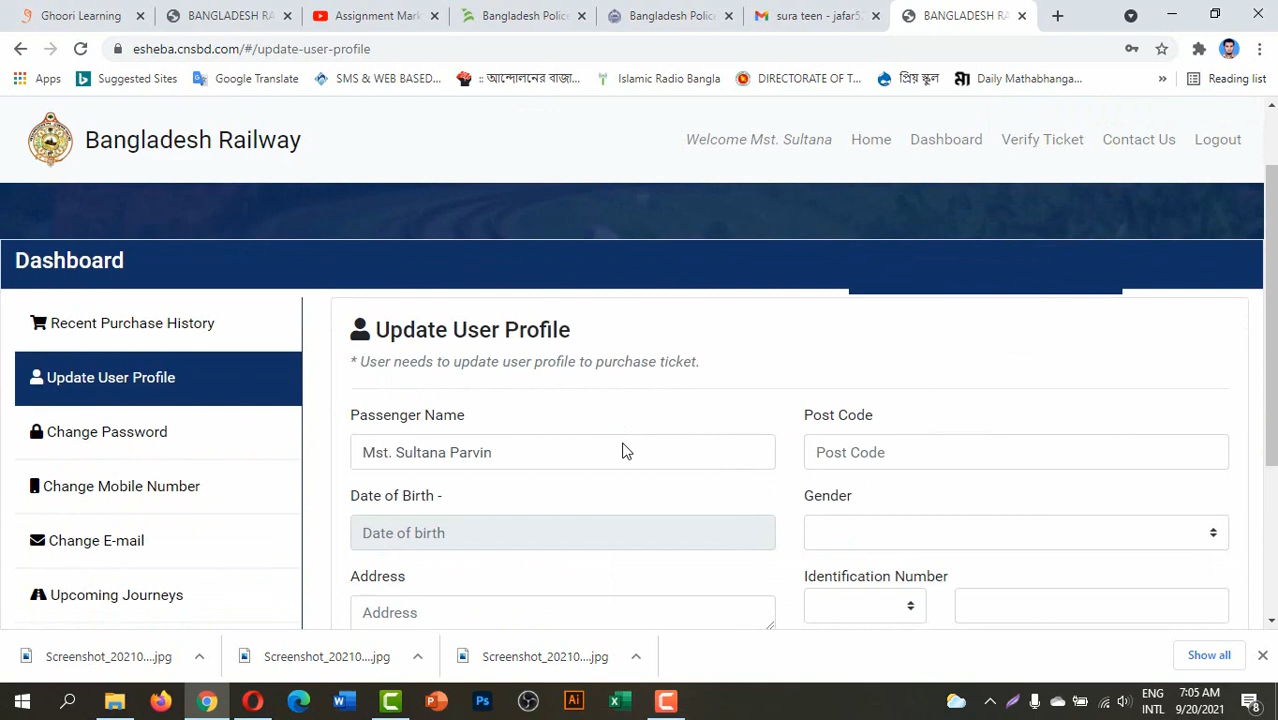 Ghoori Learning
BANGLADESH RA
Assignment Mark
Bangladesh Police
Bangladesh Police
sura teen - jafar5
BANGLADESH RA
esheba.cnsbd.com/#/update-user-profile
Apps
Suggested Sites
Google Translate
SMS & WEB BASED...
:: আন্দোলনের বাজা...
Islamic Radio Bangla
DIRECTORATE OF T...
প্রিয় স্কুল
Daily Mathabhanga...
»
Reading list
Bangladesh Railway
Welcome Mst. Sultana
Home
Dashboard
Verify Ticket
Contact Us
Logout
Dashboard
Recent Purchase History
Update User Profile
Change Password
Change Mobile Number
Change E-mail
Upcoming Journeys
Update User Profile
* User needs to update user profile to purchase ticket.
Passenger Name
Post Code
Mst. Sultana Parvin
Post Code
Date of Birth -
Gender
Date of birth
Address
Identification Number
Address
Screenshot_20210....jpg
Screenshot_20210....jpg
Screenshot_20210....jpg
Show all
ENG
INTL
7:05 AM
9/20/2021
8